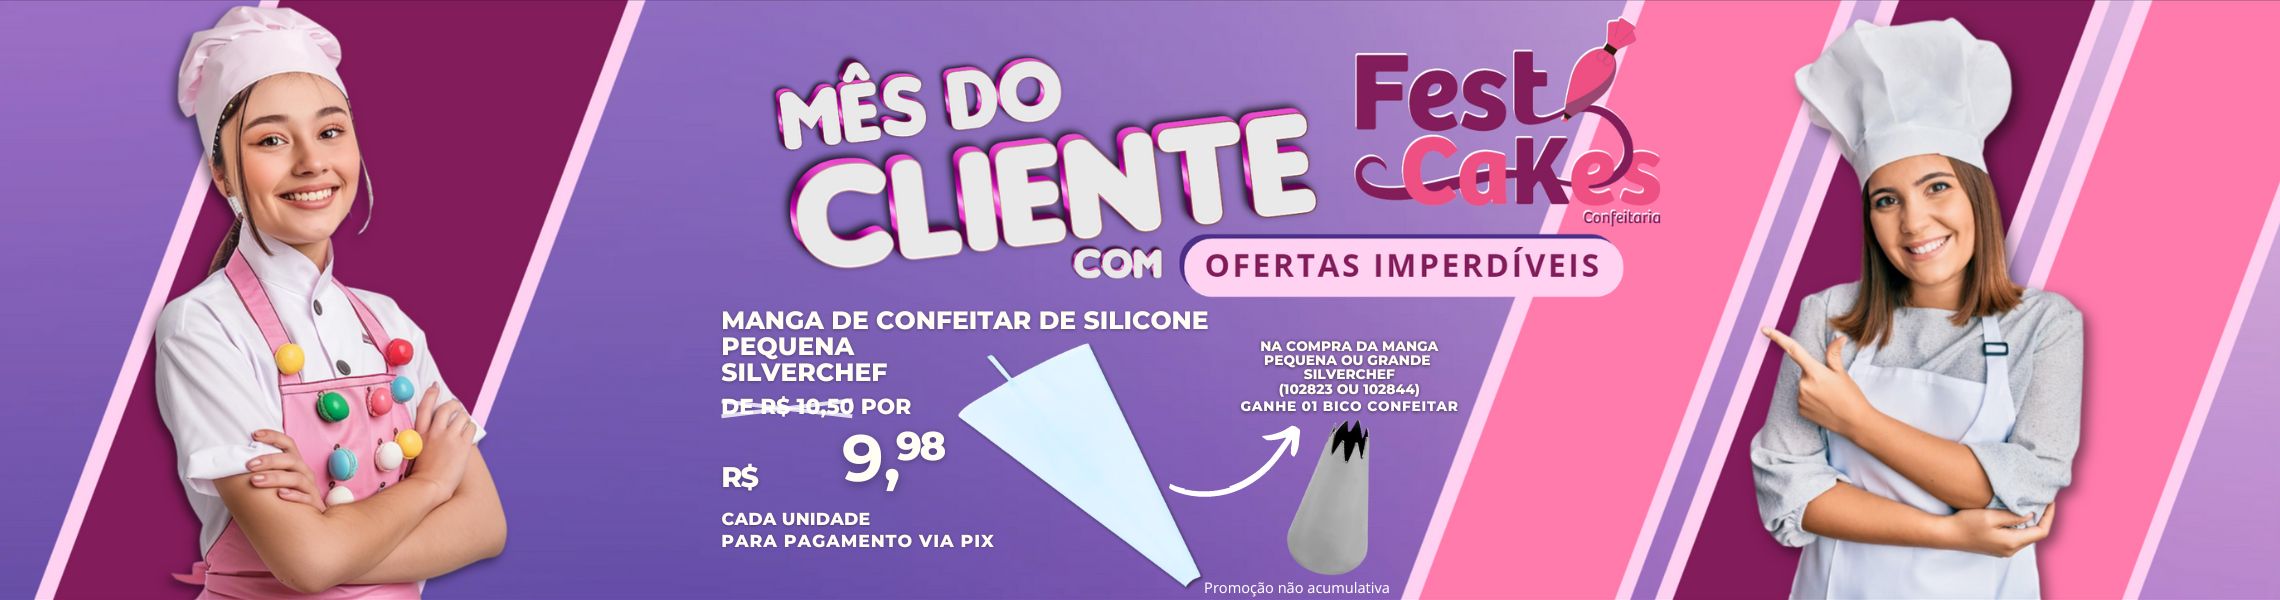 MÊS DO
CLIENTE
COM
OFERTAS IMPERDÍVEIS
Fest
CaKes
Confeitaria
MANGA DE CONFEITAR DE SILICONE
PEQUENA
SILVERCHEF
DE R$ 10,50 POR
R$ 9,98
CADA UNIDADE
PARA PAGAMENTO VIA PIX
NA COMPRA DA MANGA
PEQUENA OU GRANDE
SILVERCHEF
(102823 OU 102844)
GANHE 01 BICO CONFEITAR
Promoção não acumulativa